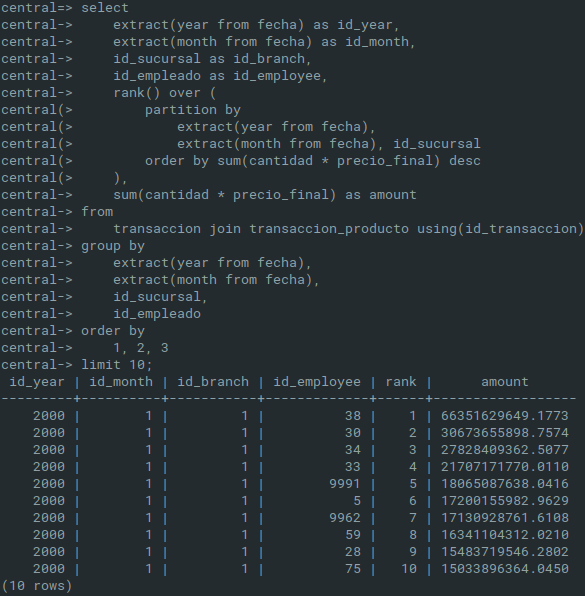 central=> select
central->     extract(year from fecha) as id_year,
central->     extract(month from fecha) as id_month,
central->     id_sucursal as id_branch,
central->     id_empleado as id_employee,
central->     rank() over (
central(>         partition by
central(>             extract(year from fecha),
central(>             extract(month from fecha), id_sucursal
central(>         order by sum(cantidad * precio_final) desc
central(>     ),
central->     sum(cantidad * precio_final) as amount
central-> from
central->     transaccion join transaccion_producto using(id_transaccion)
central-> group by
central->     extract(year from fecha),
central->     extract(month from fecha),
central->     id_sucursal,
central->     id_empleado
central-> order by
central->     1, 2, 3
central-> limit 10;
 id_year | id_month | id_branch | id_employee | rank |      amount
---------+----------+-----------+-------------+------+------------------
    2000 |        1 |         1 |          38 |    1 | 66351629649.1773
    2000 |        1 |         1 |          30 |    2 | 30673655898.7574
    2000 |        1 |         1 |          34 |    3 | 27828409362.5077
    2000 |        1 |         1 |          33 |    4 | 21707171770.0110
    2000 |        1 |         1 |        9991 |    5 | 18065087638.0416
    2000 |        1 |         1 |           5 |    6 | 17200155982.9629
    2000 |        1 |         1 |        9962 |    7 | 17130928761.6108
    2000 |        1 |         1 |          59 |    8 | 16341104312.0210
    2000 |        1 |         1 |          28 |    9 | 15483719546.2802
    2000 |        1 |         1 |          75 |   10 | 15033896364.0450
(10 rows)